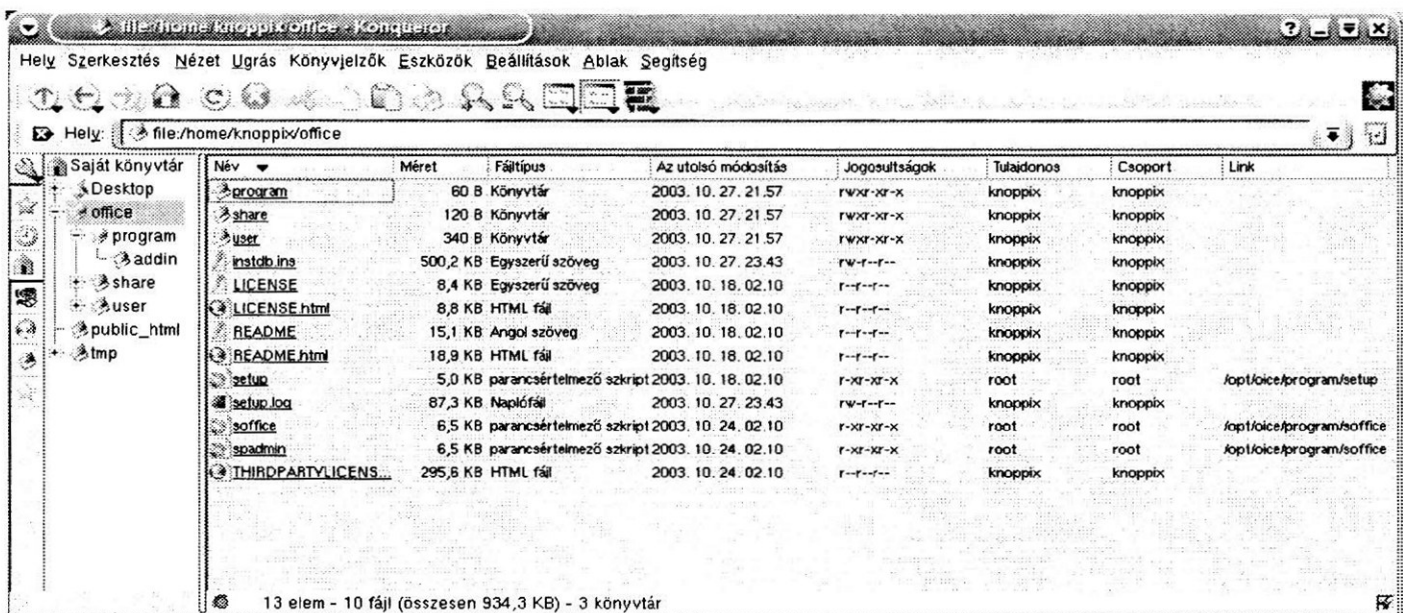 file:/home/knoppix/office - Konqueror
Hely Szerkesztés Nézet Ugrás Könyvjelzők Eszközök Beállítások Ablak Segítség
Hely: file:/home/knoppix/office
Saját könyvtár
Desktop
office
program
addin
share
user
public_html
tmp
Név Méret Fájltípus Az utolsó módosítás Jogosultságok Tulajdonos Csoport Link
program 60 B Könyvtár 2003. 10. 27. 21.57 rwxr-xr-x knoppix knoppix
share 120 B Könyvtár 2003. 10. 27. 21.57 rwxr-xr-x knoppix knoppix
user 340 B Könyvtár 2003. 10. 27. 21.57 rwxr-xr-x knoppix knoppix
instdb.ins 500,2 KB Egyszerű szöveg 2003. 10. 27. 23.43 rw-r--r-- knoppix knoppix
LICENSE 8,4 KB Egyszerű szöveg 2003. 10. 18. 02.10 r--r--r-- knoppix knoppix
LICENSE.html 8,8 KB HTML fájl 2003. 10. 18. 02.10 r--r--r-- knoppix knoppix
README 15,1 KB Angol szöveg 2003. 10. 18. 02.10 r--r--r-- knoppix knoppix
README.html 18,9 KB HTML fájl 2003. 10. 18. 02.10 r--r--r-- knoppix knoppix
setup 5,0 KB parancsértelmező szkript 2003. 10. 18. 02.10 r-xr-xr-x root root /opt/oice/program/setup
setup.log 87,3 KB Naplófájl 2003. 10. 27. 23.43 rw-r--r-- knoppix knoppix
soffice 6,5 KB parancsértelmező szkript 2003. 10. 24. 02.10 r-xr-xr-x root root /opt/oice/program/soffice
spadmin 6,5 KB parancsértelmező szkript 2003. 10. 24. 02.10 r-xr-xr-x root root /opt/oice/program/soffice
THIRDPARTYLICENS... 295,6 KB HTML fájl 2003. 10. 24. 02.10 r--r--r-- knoppix knoppix
13 elem - 10 fájl (összesen 934,3 KB) - 3 könyvtár